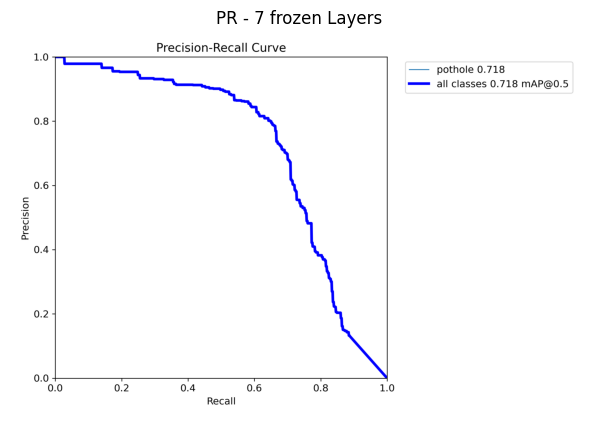 PR - 7 frozen Layers
Precision-Recall Curve
pothole 0.718
all classes 0.718 mAP@0.5
Precision
1.0
0.8
0.6
0.4
0.2
0.0
0.0 0.2 0.4 0.6 0.8 1.0
Recall